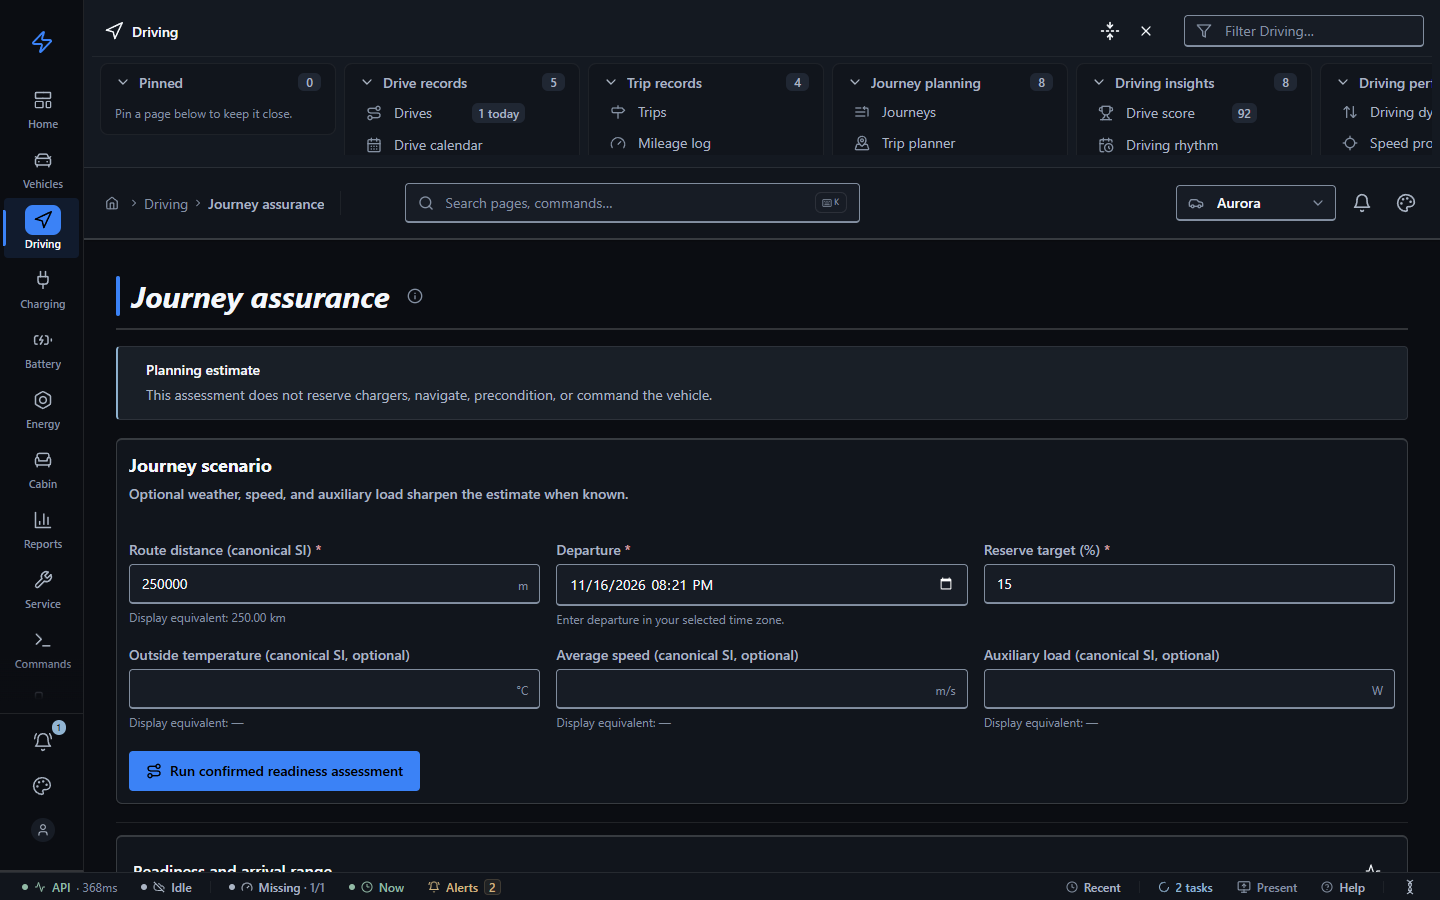 Driving
Filter Driving...
Pinned 0
Pin a page below to keep it close.
Drive records 5
Drives 1 today
Drive calendar
Trip records 4
Trips
Mileage log
Journey planning 8
Journeys
Trip planner
Driving insights 8
Drive score 92
Driving rhythm
Driving per
Driving dy
Speed pro
Home
Vehicles
Driving
Charging
Battery
Energy
Cabin
Reports
Service
Commands
1
Driving
Journey assurance
Search pages, commands...
K
Aurora
Journey assurance
Planning estimate
This assessment does not reserve chargers, navigate, precondition, or command the vehicle.
Journey scenario
Optional weather, speed, and auxiliary load sharpen the estimate when known.
Route distance (canonical SI) *
250000 m
Display equivalent: 250.00 km
Departure *
11/16/2026 08:21 PM
Enter departure in your selected time zone.
Reserve target (%) *
15
Outside temperature (canonical SI, optional)
°C
Display equivalent: —
Average speed (canonical SI, optional)
m/s
Display equivalent: —
Auxiliary load (canonical SI, optional)
W
Display equivalent: —
Run confirmed readiness assessment
Readiness and arrival range
API · 368ms
Idle
Missing · 1/1
Now
Alerts 2
Recent
2 tasks
Present
Help